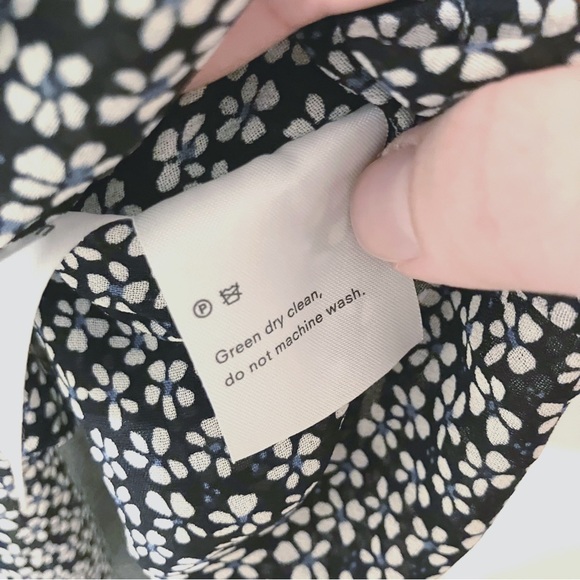 P
Green dry clean,
do not machine wash.